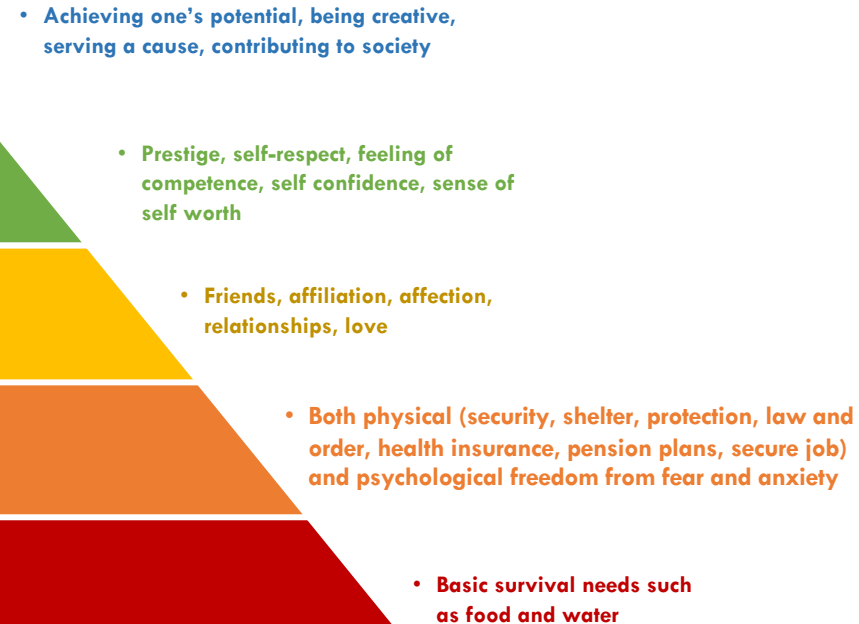 • Achieving one’s potential, being creative,
serving a cause, contributing to society
• Prestige, self-respect, feeling of
competence, self confidence, sense of
self worth
• Friends, affiliation, affection,
relationships, love
• Both physical (security, shelter, protection, law and
order, health insurance, pension plans, secure job)
and psychological freedom from fear and anxiety
• Basic survival needs such
as food and water